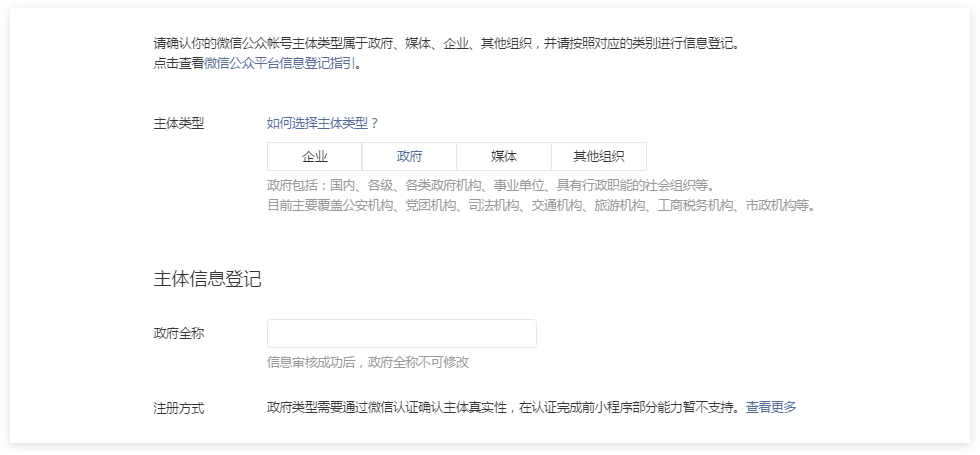 请确认你的微信公众帐号主体类型属于政府、媒体、企业、其他组织，并请按照对应的类别进行信息登记。
点击查看微信公众平台信息登记指引。
主体类型 如何选择主体类型？
企业 政府 媒体 其他组织
政府包括：国内、各级、各类政府机构、事业单位、具有行政职能的社会组织等。
目前主要覆盖公安机构、党团机构、司法机构、交通机构、旅游机构、工商税务机构、市政机构等。
主体信息登记
政府全称
信息审核成功后，政府全称不可修改
注册方式 政府类型需要通过微信认证确认主体真实性，在认证完成前小程序部分能力暂不支持。查看更多